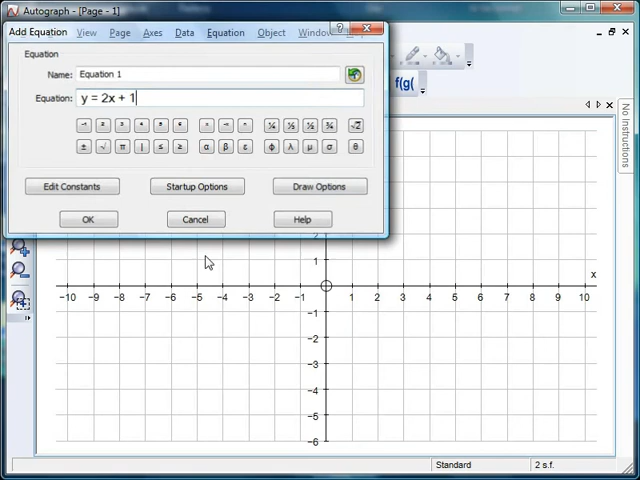 Autograph - [Page - 1]
Add Equation View Page Axes Data Equation Object Window
Equation
Name: Equation 1
Equation: y = 2x + 1
± √ π | ≤ ≥ α β ε ϕ λ μ σ θ
Edit Constants Startup Options Draw Options
OK Cancel Help
f(g(
No Instructions
2
1
x
−10 −9 −8 −7 −6 −5 −4 −3 −2 −1 0 1 2 3 4 5 6 7 8 9 10
−1
−2
−3
−4
−5
−6
Standard 2 s.f.